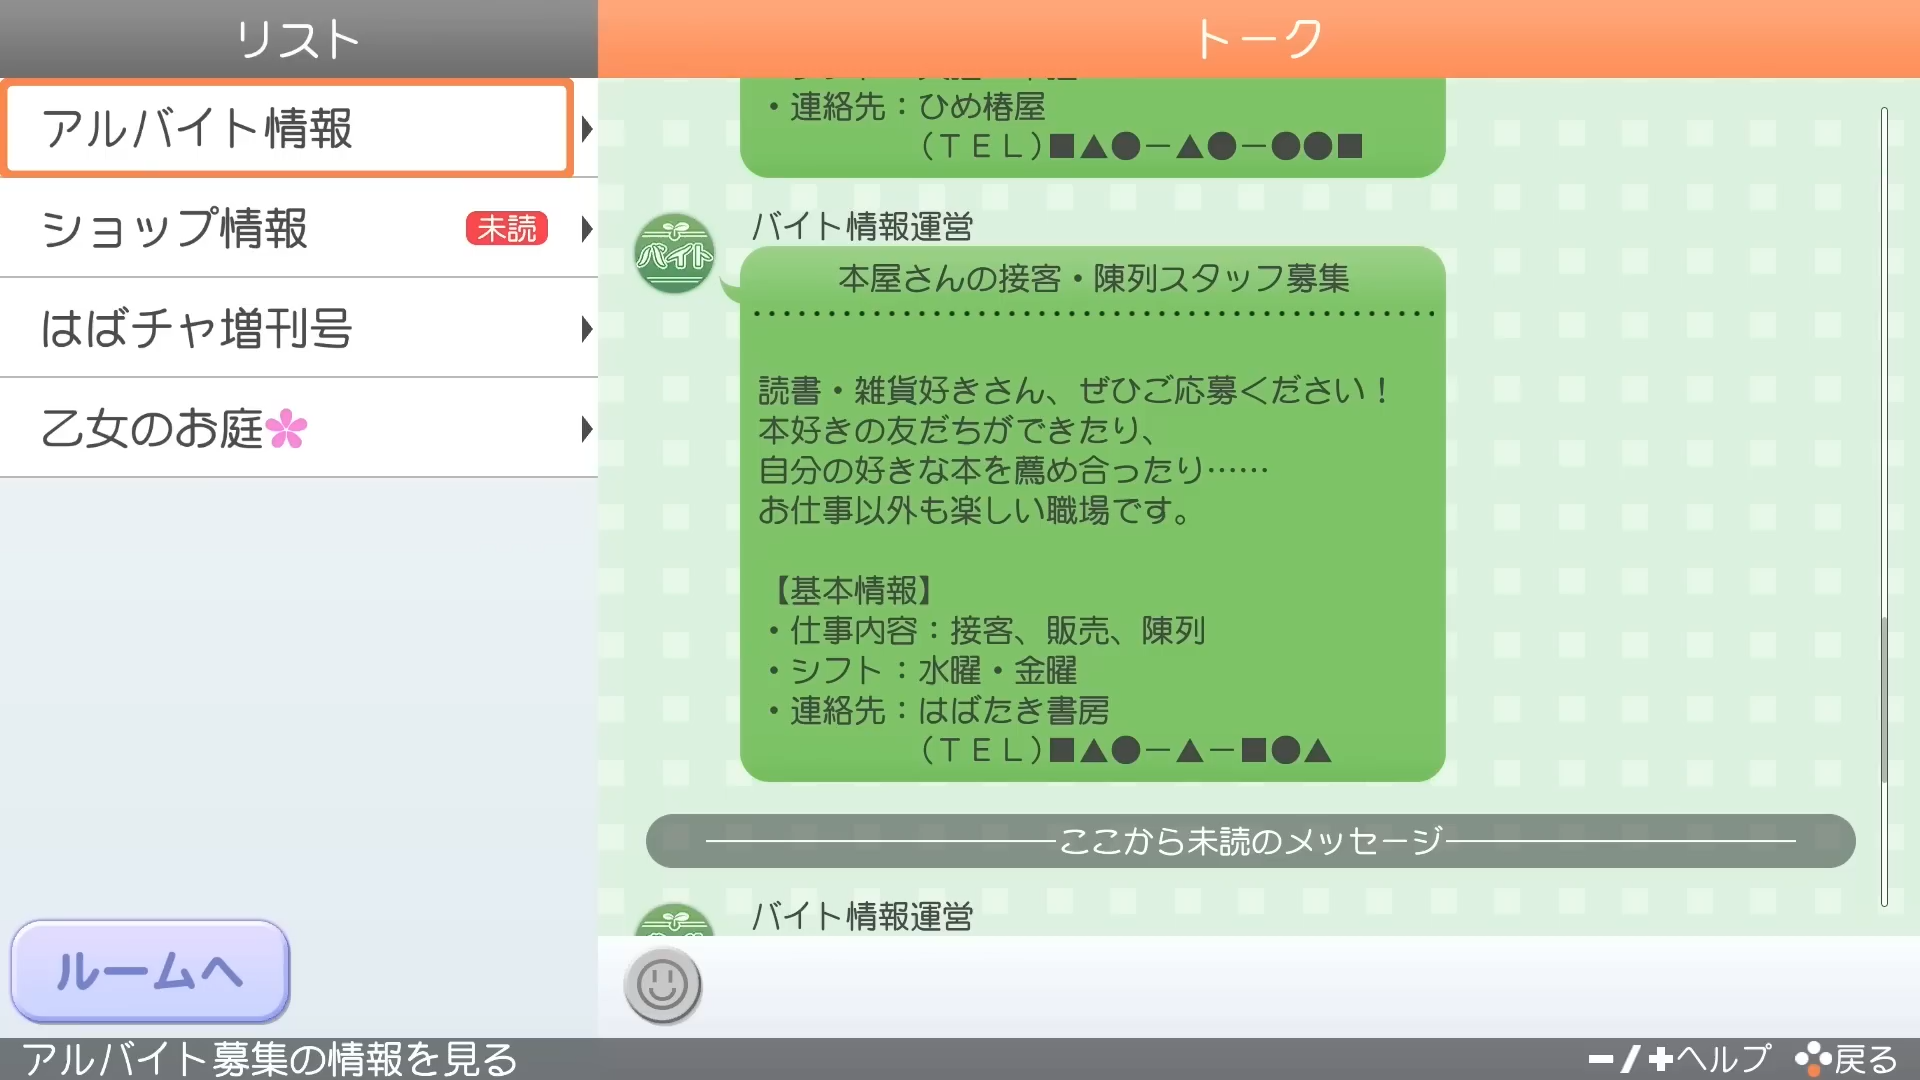 リスト
トーク
アルバイト情報
ショップ情報
未読
はばチャ増刊号
乙女のお庭
ルームへ
・連絡先：ひめ椿屋
（ＴＥＬ）■▲●－▲●－●●■
バイト情報運営
バイト
本屋さんの接客・陳列スタッフ募集
読書・雑貨好きさん、ぜひご応募ください！
本好きの友だちができたり、
自分の好きな本を薦め合ったり……
お仕事以外も楽しい職場です。
【基本情報】
・仕事内容：接客、販売、陳列
・シフト：水曜・金曜
・連絡先：はばたき書房
（ＴＥＬ）■▲●－▲－■●▲
ここから未読のメッセージ
バイト情報運営
アルバイト募集の情報を見る
－/＋ヘルプ
戻る